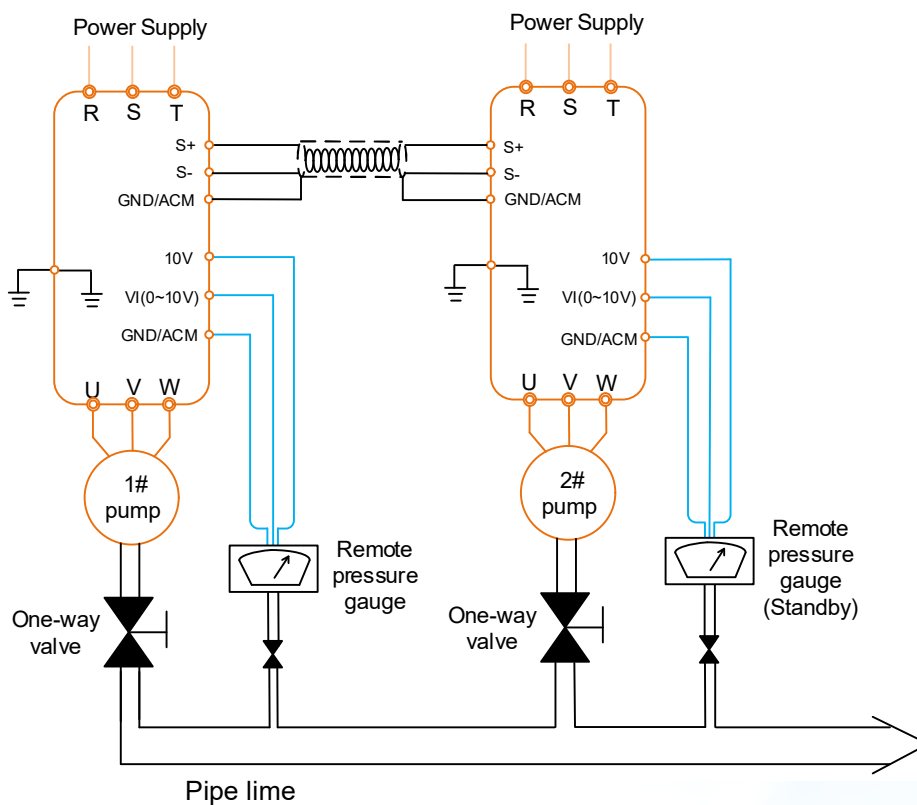 Power Supply
R S T
S+
S-
GND/ACM
10V
VI(0~10V)
GND/ACM
U V W
1#
pump
One-way
valve
Remote
pressure
gauge
Power Supply
R S T
S+
S-
GND/ACM
10V
VI(0~10V)
GND/ACM
U V W
2#
pump
One-way
valve
Remote
pressure
gauge
(Standby)
Pipe lime